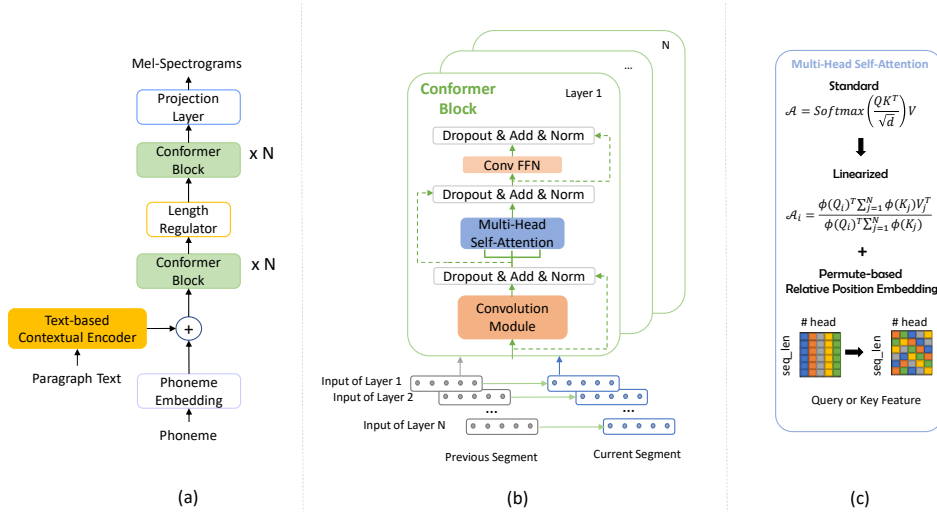 Mel-Spectrograms
Projection
Layer
Conformer
Block
x N
Length
Regulator
Conformer
Block
x N
Text-based
Contextual Encoder
+
Paragraph Text
Phoneme
Embedding
Phoneme
(a)
N
...
Layer 1
Conformer
Block
Dropout & Add & Norm
Conv FFN
Dropout & Add & Norm
Multi-Head
Self-Attention
Dropout & Add & Norm
Convolution
Module
Input of Layer 1
Input of Layer 2
... ...
Input of Layer N
Previous Segment Current Segment
(b)
Multi-Head Self-Attention
Standard
𝒜 = Softmax (QK^T / √d) V
Linearized
𝒜_i = ϕ(Q_i)^T ∑_{j=1}^N ϕ(K_j)V_j^T / ϕ(Q_i)^T ∑_{j=1}^N ϕ(K_j)
+
Permute-based
Relative Position Embedding
# head # head
seq_len seq_len
Query or Key Feature
(c)